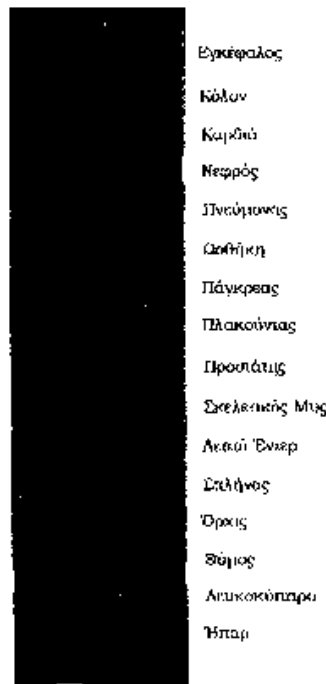 Εγκέφαλος
Κόλον
Καρδιά
Νεφρός
Πνεύμονας
Ωοθήκη
Πάγκρεας
Πλακούντας
Προστάτης
Σκελετικός Μυς
Λεπτό Έντερ
Σπλήνας
Όρχις
Θύμος
Λευκοκύτταρα
Ήπαρ